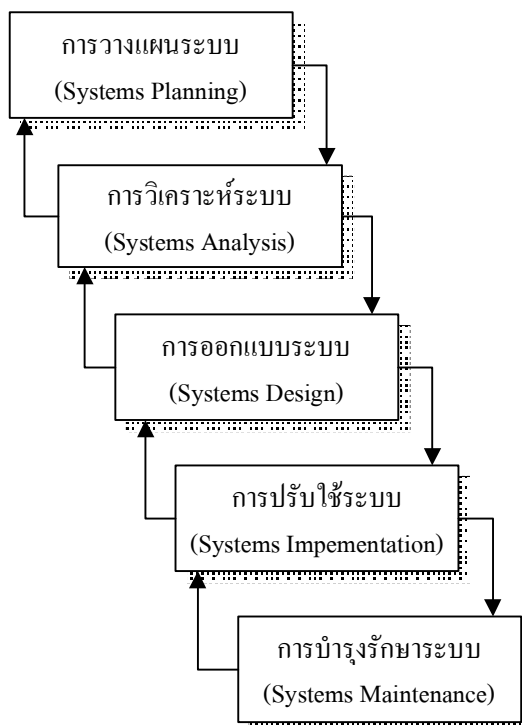 การวางแผนระบบ
(Systems Planning)
การวิเคราะห์ระบบ
(Systems Analysis)
การออกแบบระบบ
(Systems Design)
การปรับใช้ระบบ
(Systems Impementation)
การบำรุงรักษาระบบ
(Systems Maintenance)